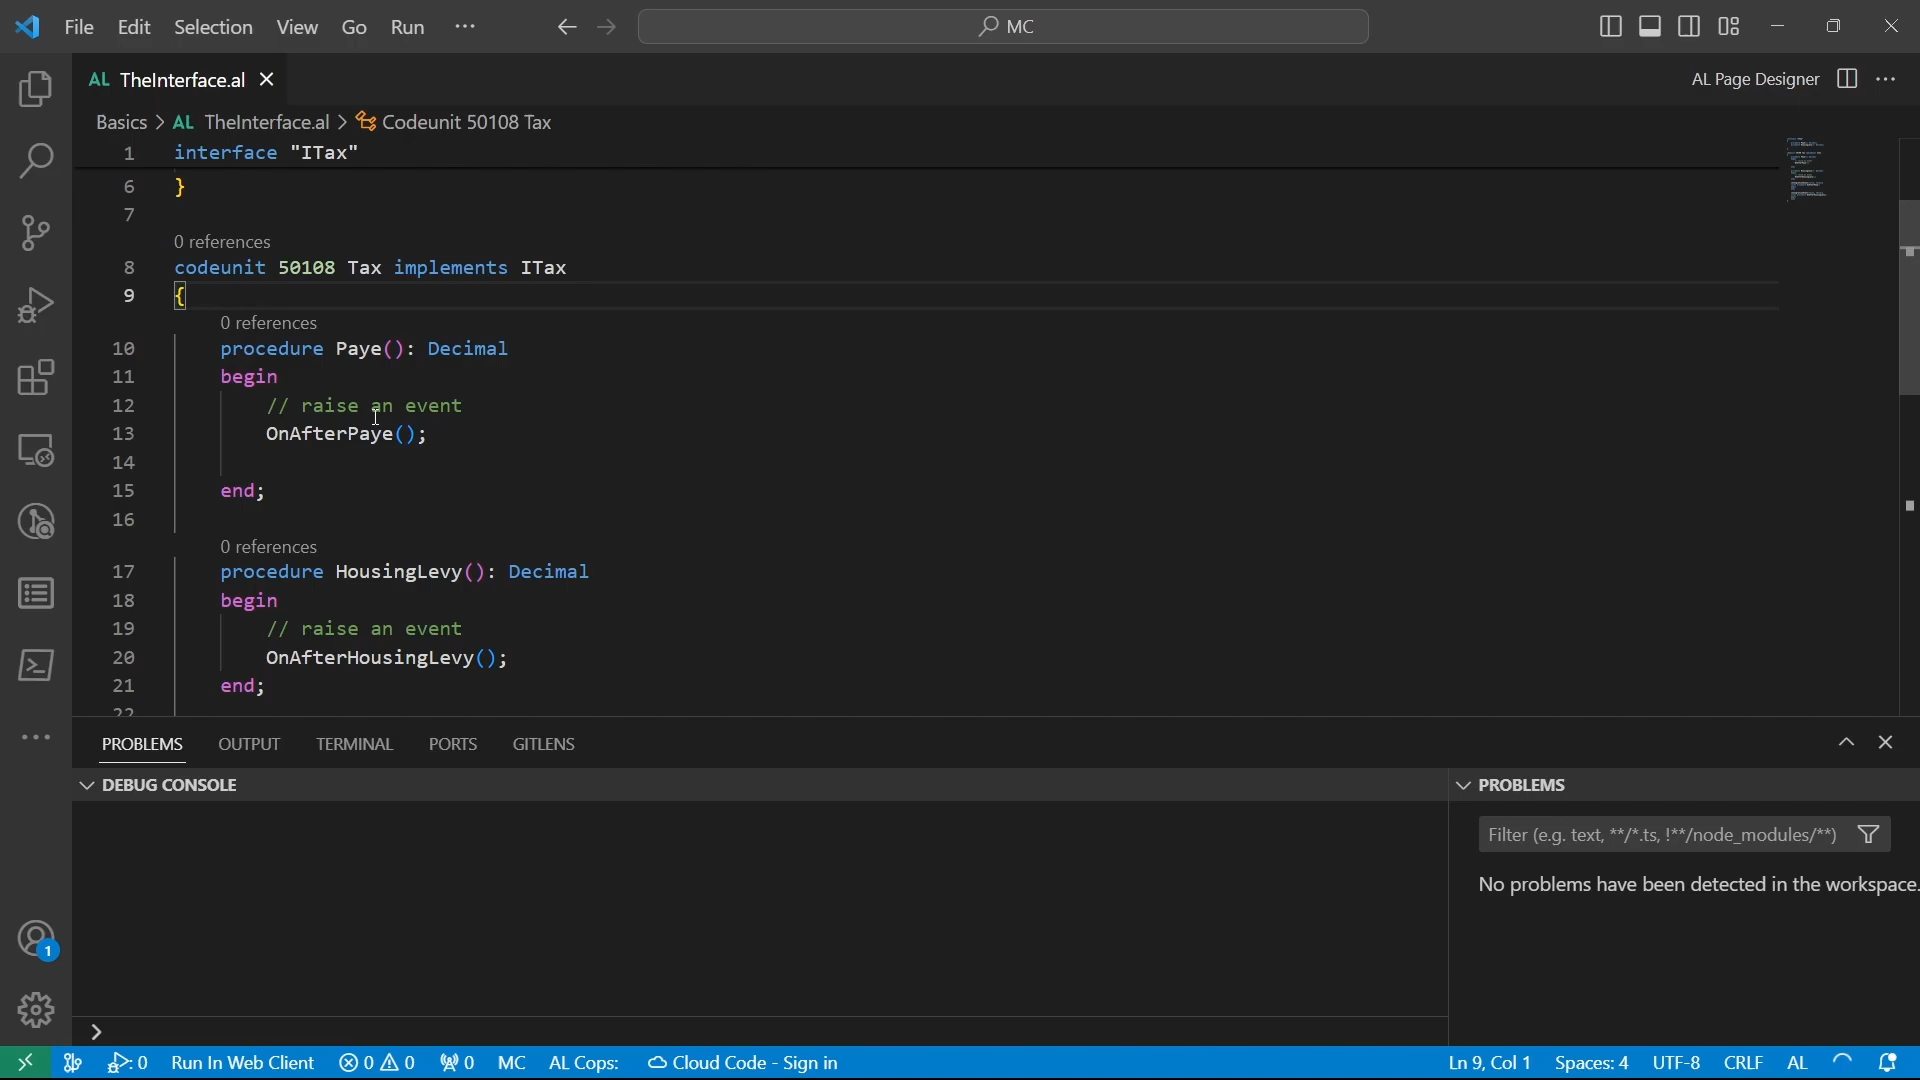 File Edit Selection View Go Run ··· MC
AL TheInterface.al AL Page Designer ···
Basics > AL TheInterface.al > Codeunit 50108 Tax
1 interface "ITax"
6 }
7
0 references
8 codeunit 50108 Tax implements ITax
9 {
0 references
10 procedure Paye(): Decimal
11 begin
12 // raise an event
13 OnAfterPaye();
14
15 end;
16
0 references
17 procedure HousingLevy(): Decimal
18 begin
19 // raise an event
20 OnAfterHousingLevy();
21 end;
22
PROBLEMS OUTPUT TERMINAL PORTS GITLENS
DEBUG CONSOLE
PROBLEMS
Filter (e.g. text, **/*.ts, !**/node_modules/**)
No problems have been detected in the workspace.
1
>
0 Run In Web Client 0 0 0 MC AL Cops: Cloud Code - Sign in Ln 9, Col 1 Spaces: 4 UTF-8 CRLF AL